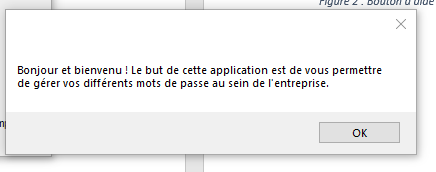 Figure 2 : Bouton d'aide
Bonjour et bienvenu ! Le but de cette application est de vous permettre
de gérer vos différents mots de passe au sein de l'entreprise.
OK